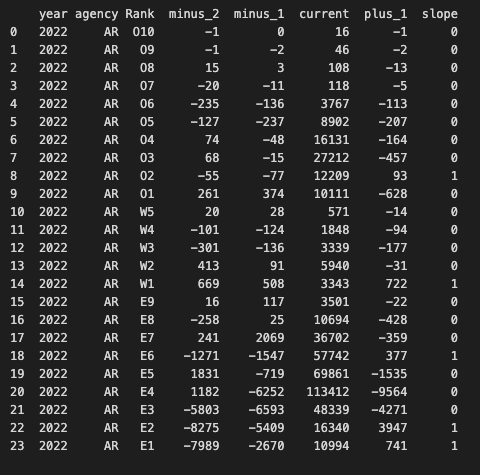 year agency Rank minus_2 minus_1 current plus_1 slope
0 2022 AR O10 -1 0 16 -1 0
1 2022 AR O9 -1 -2 46 -2 0
2 2022 AR O8 15 3 108 -13 0
3 2022 AR O7 -20 -11 118 -5 0
4 2022 AR O6 -235 -136 3767 -113 0
5 2022 AR O5 -127 -237 8902 -207 0
6 2022 AR O4 74 -48 16131 -164 0
7 2022 AR O3 68 -15 27212 -457 0
8 2022 AR O2 -55 -77 12209 93 1
9 2022 AR O1 261 374 10111 -628 0
10 2022 AR W5 20 28 571 -14 0
11 2022 AR W4 -101 -124 1848 -94 0
12 2022 AR W3 -301 -136 3339 -177 0
13 2022 AR W2 413 91 5940 -31 0
14 2022 AR W1 669 508 3343 722 1
15 2022 AR E9 16 117 3501 -22 0
16 2022 AR E8 -258 25 10694 -428 0
17 2022 AR E7 241 2069 36702 -359 0
18 2022 AR E6 -1271 -1547 57742 377 1
19 2022 AR E5 1831 -719 69861 -1535 0
20 2022 AR E4 1182 -6252 113412 -9564 0
21 2022 AR E3 -5803 -6593 48339 -4271 0
22 2022 AR E2 -8275 -5409 16340 3947 1
23 2022 AR E1 -7989 -2670 10994 741 1